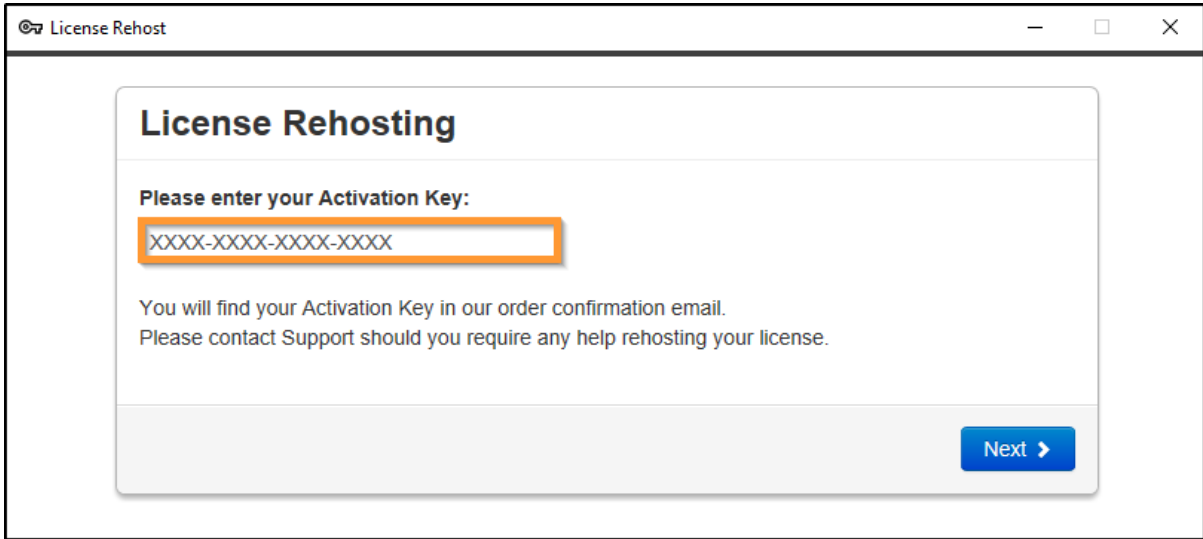 License Rehost
License Rehosting
Please enter your Activation Key:
XXXX-XXXX-XXXX-XXXX
You will find your Activation Key in our order confirmation email.
Please contact Support should you require any help rehosting your license.
Next